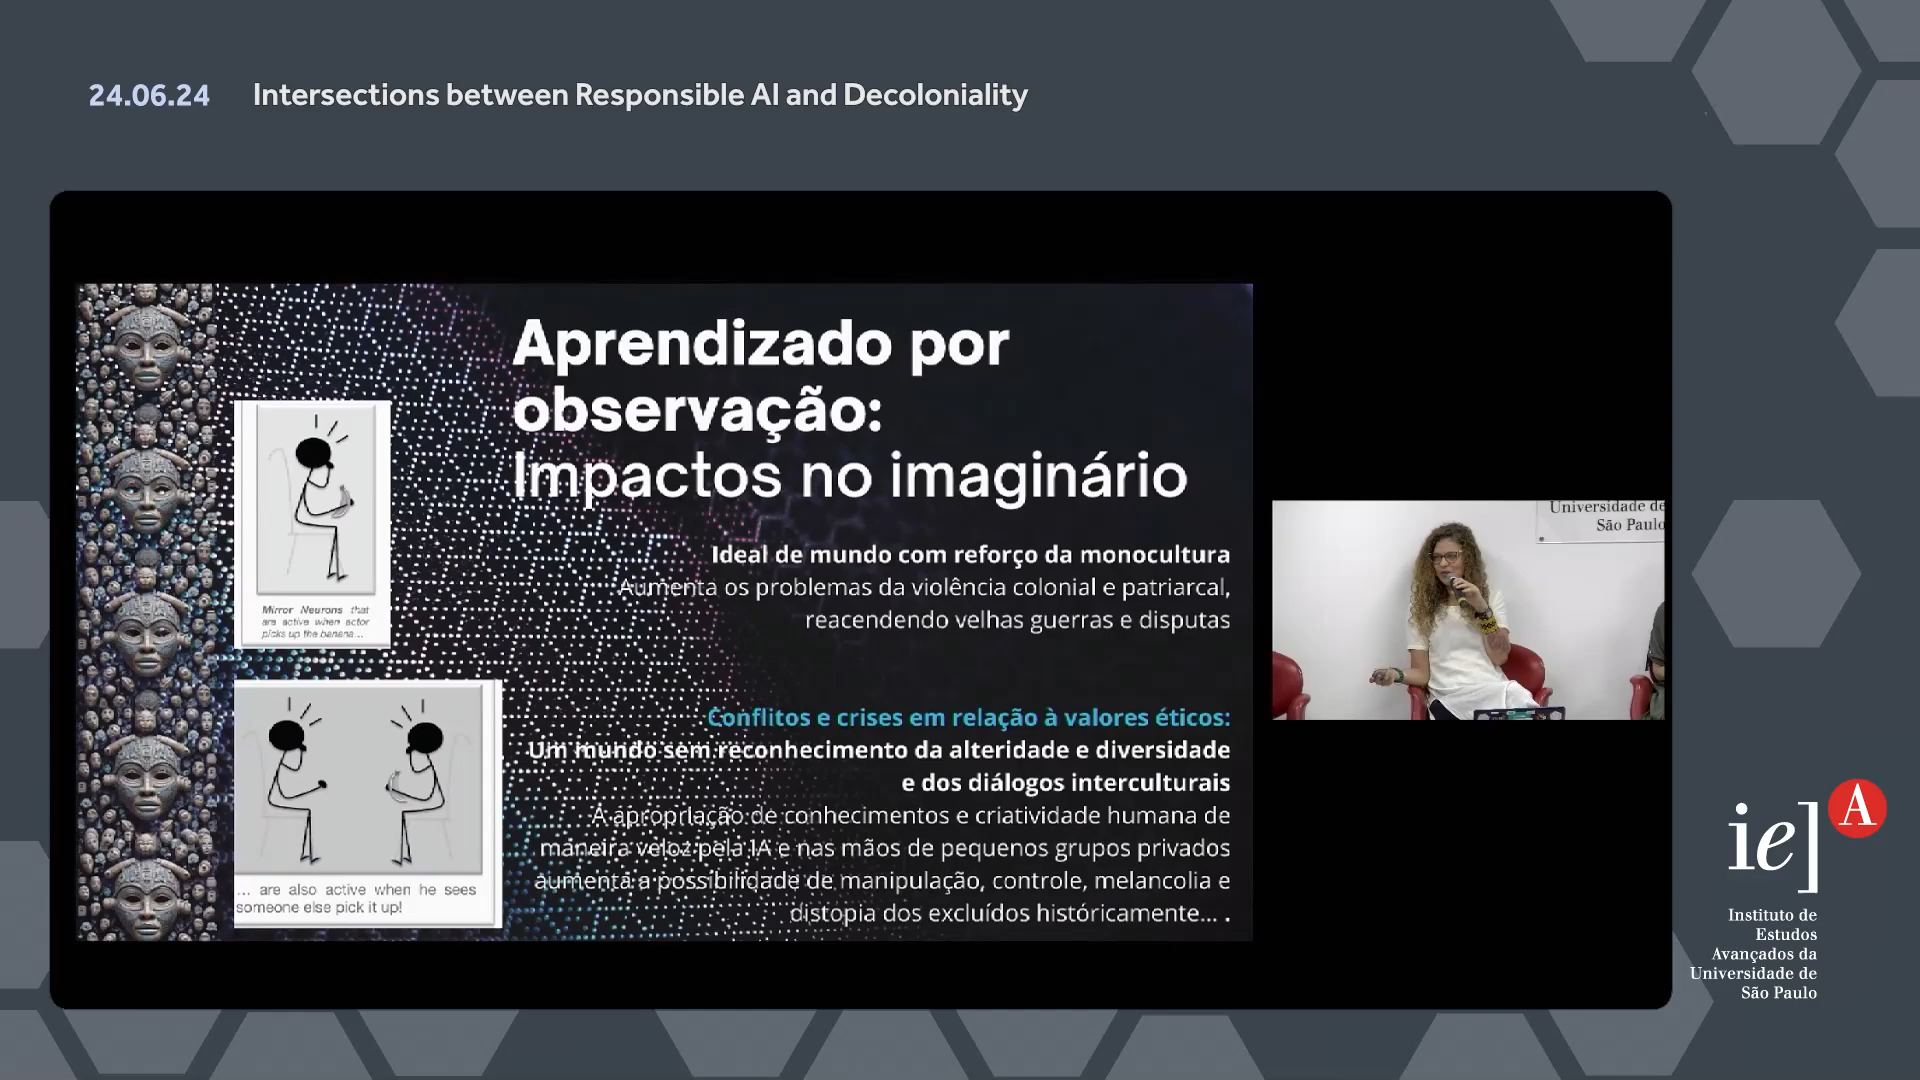 24.06.24 Intersections between Responsible AI and Decoloniality
Aprendizado por
observação:
Impactos no imaginário
Ideal de mundo com reforço da monocultura
Aumenta os problemas da violência colonial e patriarcal,
reacendendo velhas guerras e disputas
Conflitos e crises em relação à valores éticos:
Um mundo sem reconhecimento da alteridade e diversidade
e dos diálogos interculturais
A apropriação de conhecimentos e criatividade humana de
maneira veloz pela IA e nas mãos de pequenos grupos privados
aumenta a possibilidade de manipulação, controle, melancolia e
distopia dos excluídos históricamente... .
Mirror Neurons that
are active when actor
picks up the banana...
... are also active when he sees
someone else pick it up!
Universidade de
São Paulo
ie] A
Instituto de
Estudos
Avançados da
Universidade de
São Paulo